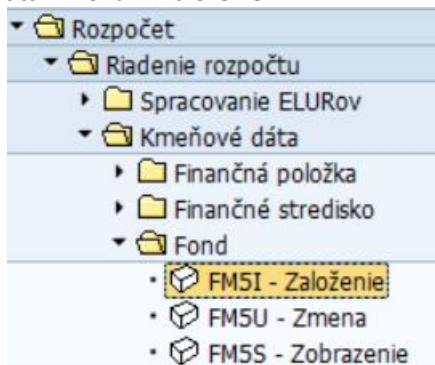 Rozpočet
Riadenie rozpočtu
Spracovanie ELURov
Kmeňové dáta
Finančná položka
Finančné stredisko
Fond
FM5I - Založenie
FM5U - Zmena
FM5S - Zobrazenie